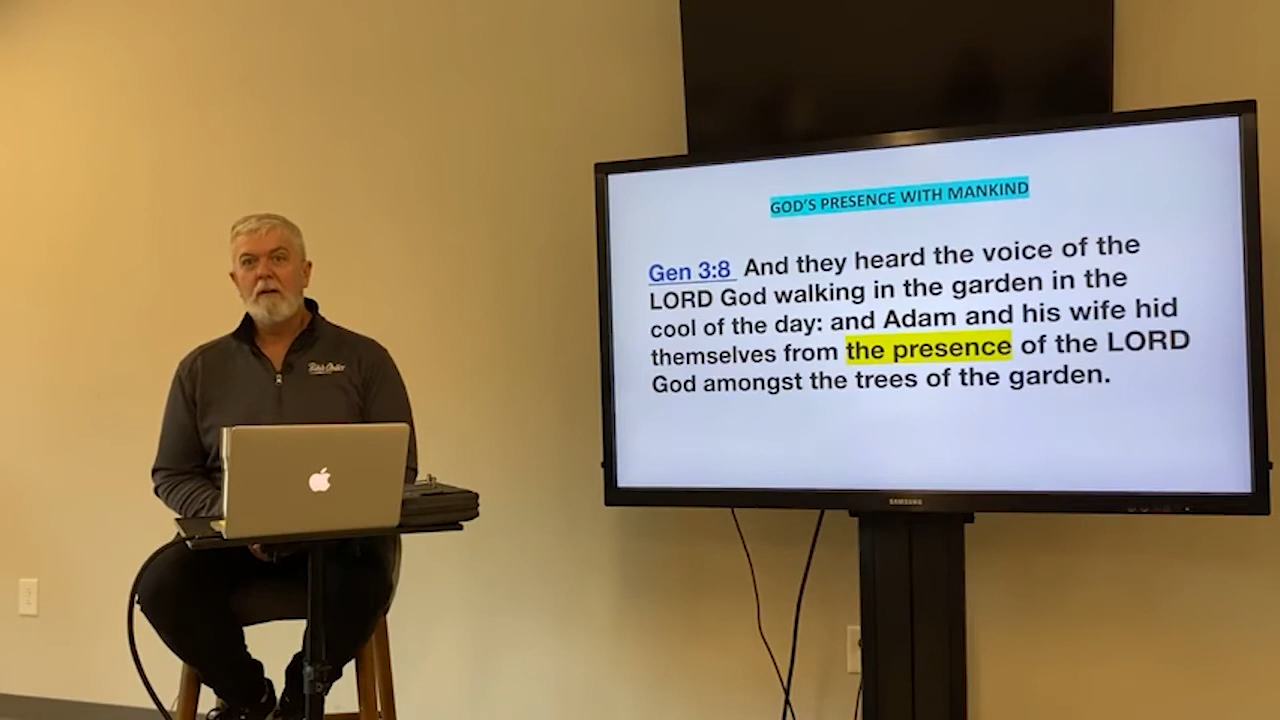 GOD'S PRESENCE WITH MANKIND
Gen 3:8 And they heard the voice of the
LORD God walking in the garden in the
cool of the day: and Adam and his wife hid
themselves from the presence of the LORD
God amongst the trees of the garden.
SAMSUNG